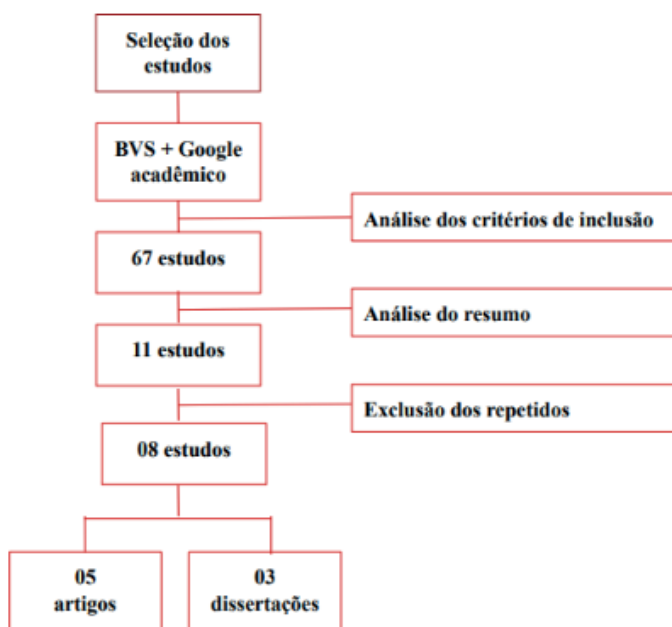 Seleção dos
estudos
BVS + Google
acadêmico
Análise dos critérios de inclusão
67 estudos
Análise do resumo
11 estudos
Exclusão dos repetidos
08 estudos
05
artigos
03
dissertações